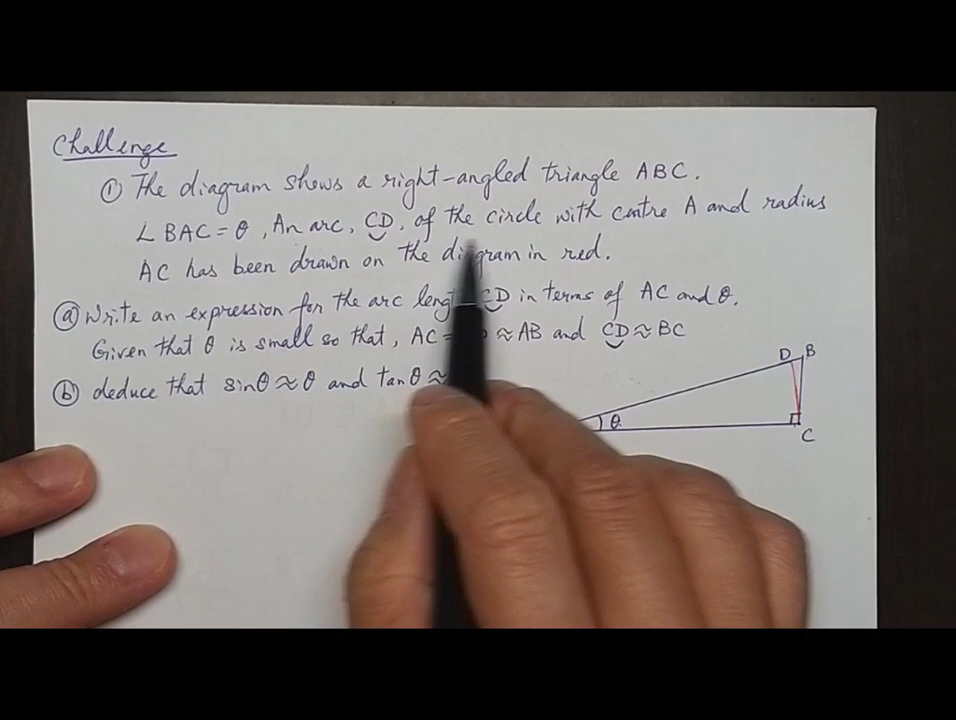 Challenge
① The diagram shows a right-angled triangle ABC.
∠BAC = θ, An arc, CD, of the circle with centre A and radius
AC has been drawn on the diagram in red.
ⓐ Write an expression for the arc CD in terms of AC and θ.
Given that θ is small so that, AC = ≈ AB and CD ≈ BC
ⓑ deduce that sinθ ≈ θ and tanθ ≈
D B
θ
C